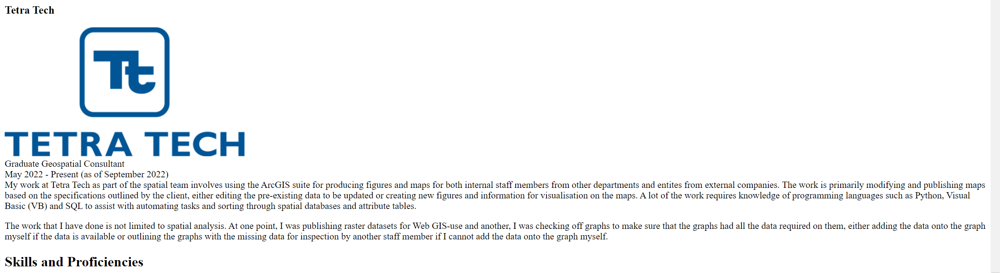 Tetra Tech
Tt
TETRA TECH
Graduate Geospatial Consultant
May 2022 - Present (as of September 2022)
My work at Tetra Tech as part of the spatial team involves using the ArcGIS suite for producing figures and maps for both internal staff members from other departments and entites from external companies. The work is primarily modifying and publishing maps
based on the specifications outlined by the client, either editing the pre-existing data to be updated or creating new figures and information for visualisation on the maps. A lot of the work requires knowledge of programming languages such as Python, Visual
Basic (VB) and SQL to assist with automating tasks and sorting through spatial databases and attribute tables.
The work that I have done is not limited to spatial analysis. At one point, I was publishing raster datasets for Web GIS-use and another, I was checking off graphs to make sure that the graphs had all the data required on them, either adding the data onto the graph
myself if the data is available or outlining the graphs with the missing data for inspection by another staff member if I cannot add the data onto the graph myself.
Skills and Proficiencies